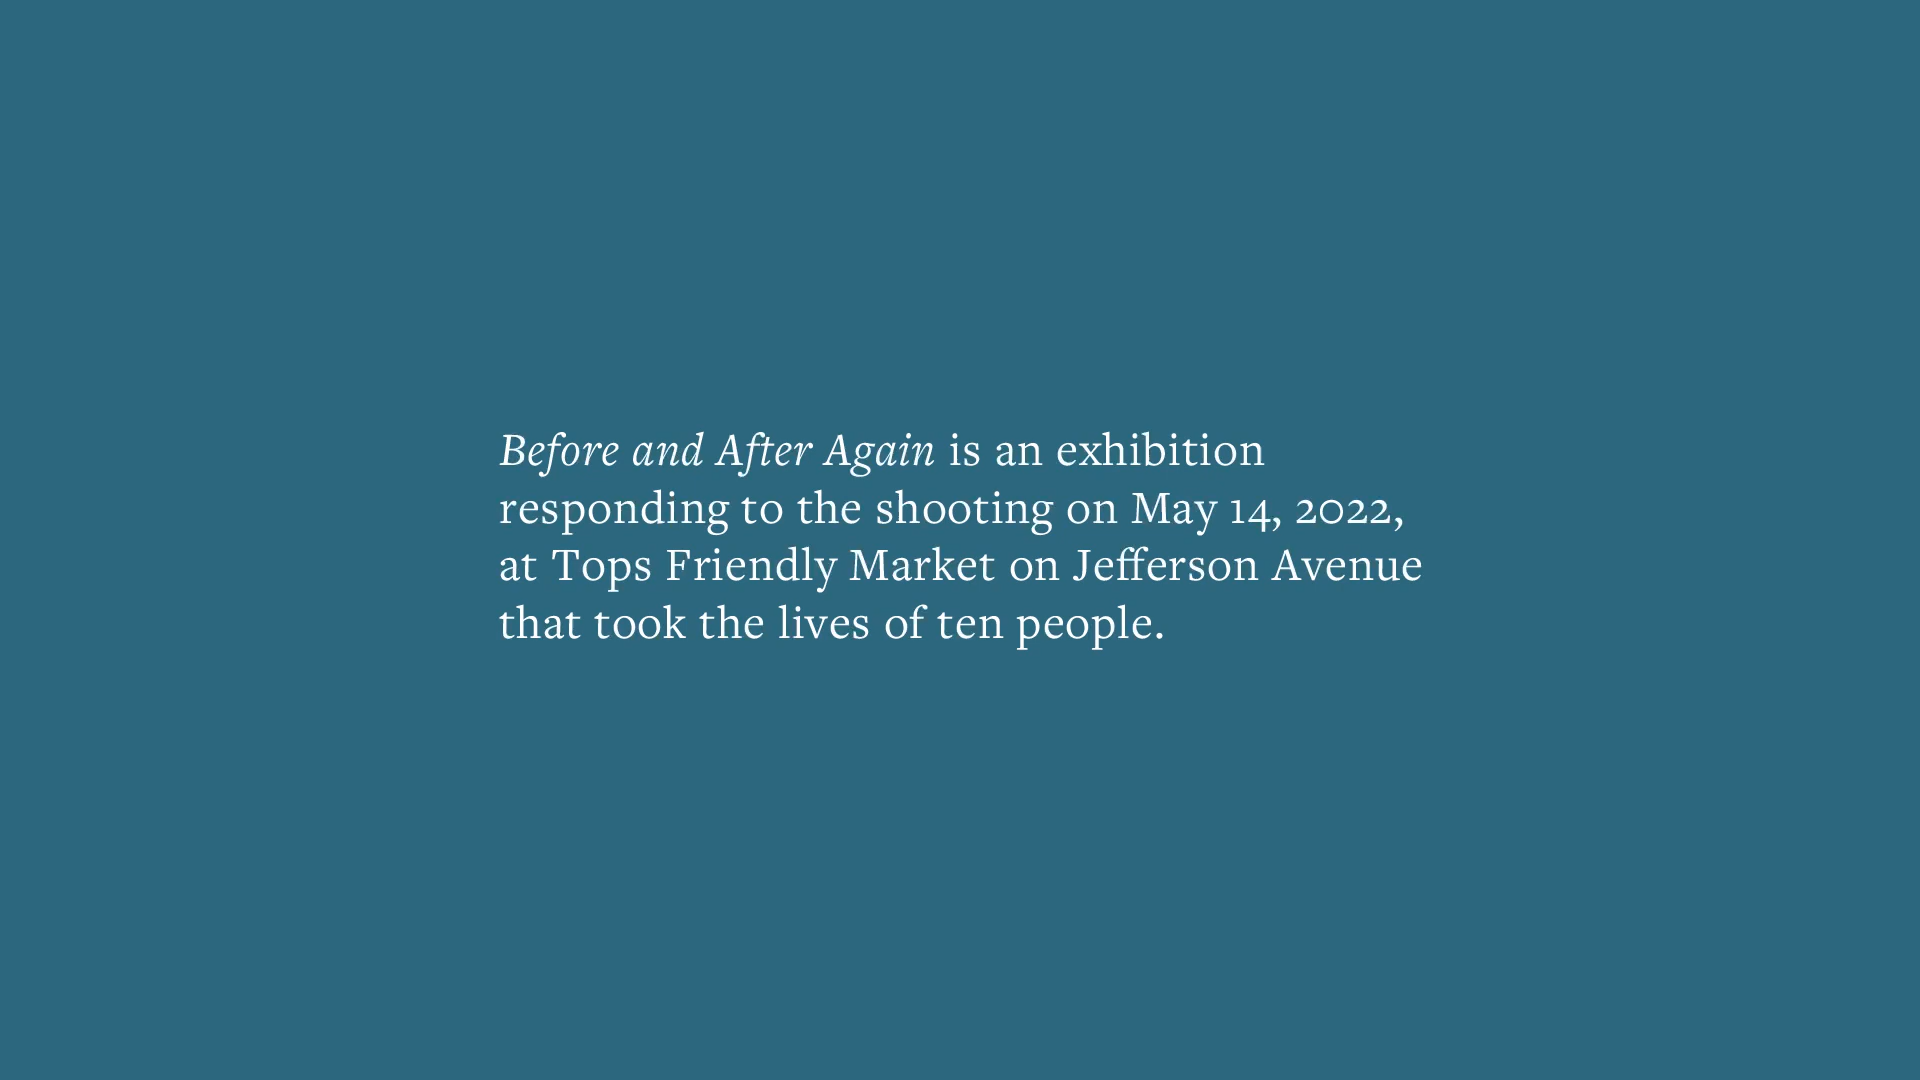 Before and After Again is an exhibition
responding to the shooting on May 14, 2022,
at Tops Friendly Market on Jefferson Avenue
that took the lives of ten people.